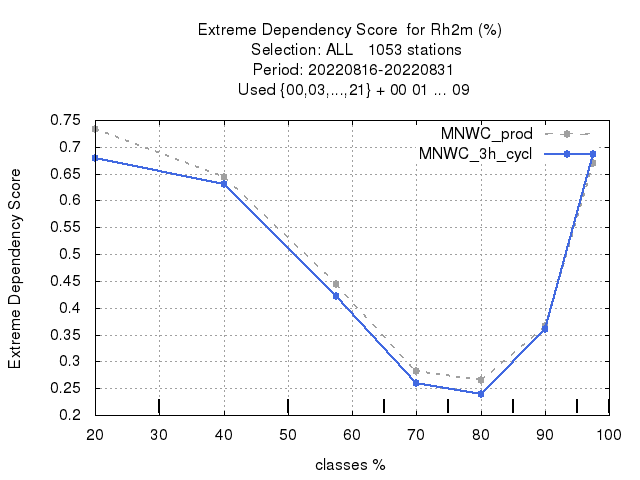 Extreme Dependency Score  for Rh2m (%)
Selection: ALL   1053 stations
Period: 20220816-20220831
Used {00,03,...,21} + 00 01 ... 09
MNWC_prod
MNWC_3h_cycl
Extreme Dependency Score
0.75
0.7
0.65
0.6
0.55
0.5
0.45
0.4
0.35
0.3
0.25
0.2
20 30 40 50 60 70 80 90 100
classes %